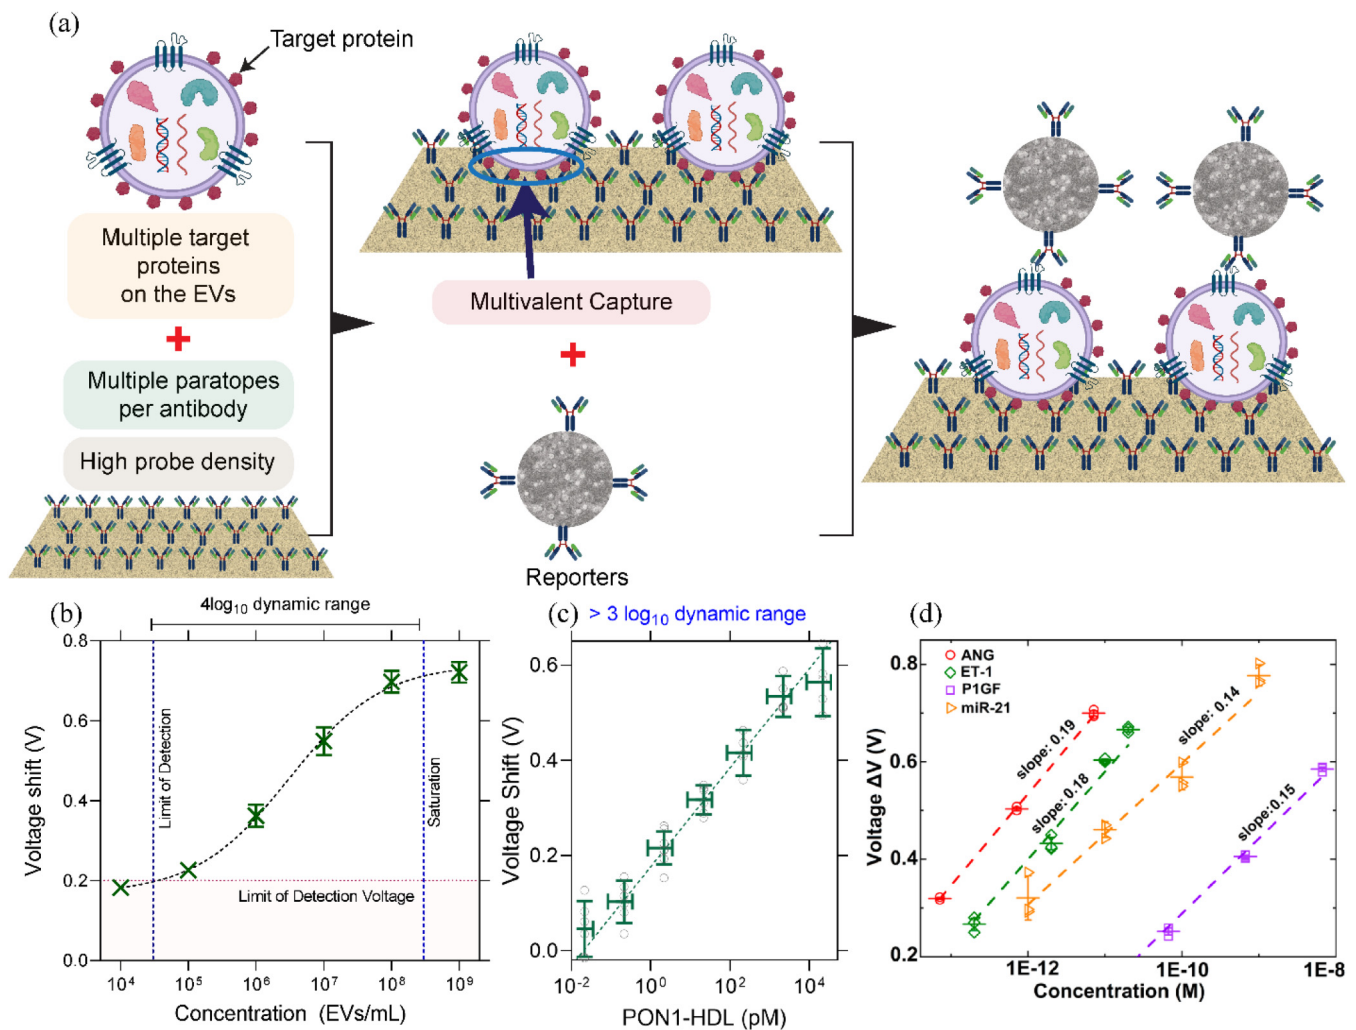 (a)
Target protein
Multiple target
proteins
on the EVs
+
Multiple paratopes
per antibody
High probe density
Multivalent Capture
+
Reporters
(b)
4log₁₀ dynamic range
0.8
0.6
0.4
0.2
0.0
Voltage shift (V)
Limit of Detection
Saturation
Limit of Detection Voltage
10⁴
10⁵
10⁶
10⁷
10⁸
10⁹
Concentration (EVs/mL)
(c)
> 3 log₁₀ dynamic range
0.6
0.4
0.2
0.0
Voltage Shift (V)
10⁻²
10⁰
10²
10⁴
PON1-HDL (pM)
(d)
ANG
ET-1
P1GF
miR-21
0.8
0.6
0.4
0.2
Voltage ΔV (V)
slope: 0.19
slope: 0.18
slope: 0.14
slope:0.15
1E-12
1E-10
1E-8
Concentration (M)